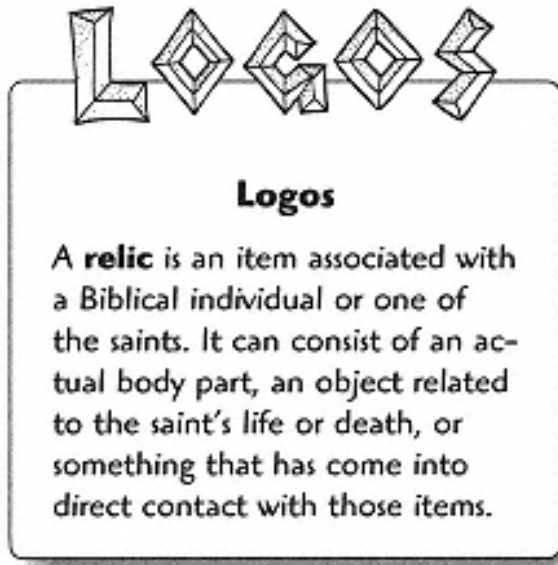 LOGOS
Logos
A relic is an item associated with
a Biblical individual or one of
the saints. It can consist of an ac-
tual body part, an object related
to the saint's life or death, or
something that has come into
direct contact with those items.